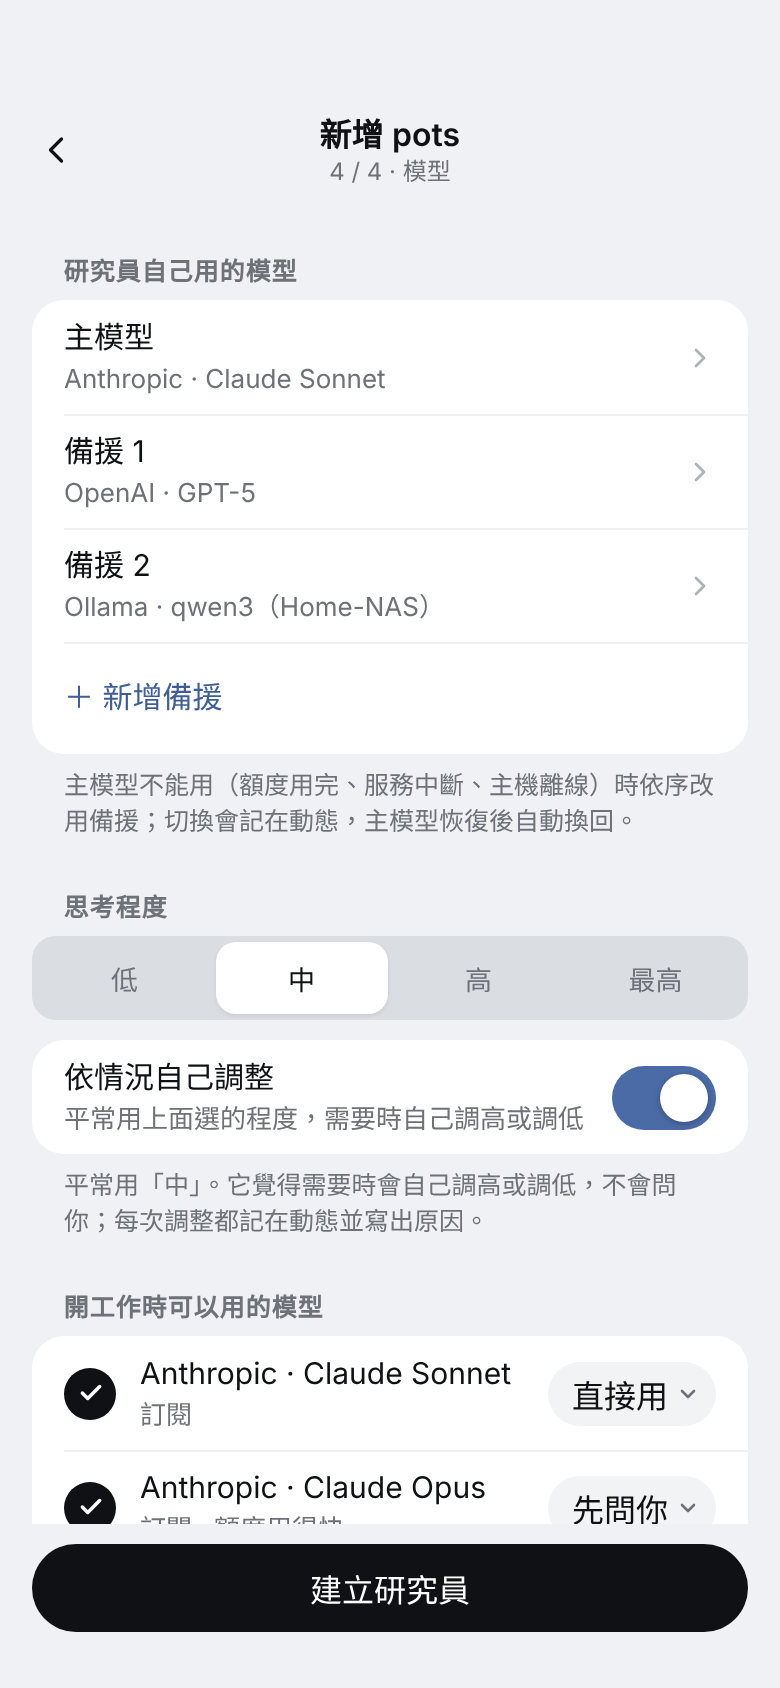 新增 pots
4 / 4 · 模型
研究員自己用的模型
主模型
Anthropic · Claude Sonnet
備援 1
OpenAI · GPT-5
備援 2
Ollama · qwen3（Home-NAS）
＋ 新增備援
主模型不能用（額度用完、服務中斷、主機離線）時依序改
用備援；切換會記在動態，主模型恢復後自動換回。
思考程度
低 中 高 最高
依情況自己調整
平常用上面選的程度，需要時自己調高或調低
平常用「中」。它覺得需要時會自己調高或調低，不會問
你；每次調整都記在動態並寫出原因。
開工作時可以用的模型
Anthropic · Claude Sonnet
訂閱
直接用
Anthropic · Claude Opus
訂閱 · 額度用得快
先問你
建立研究員